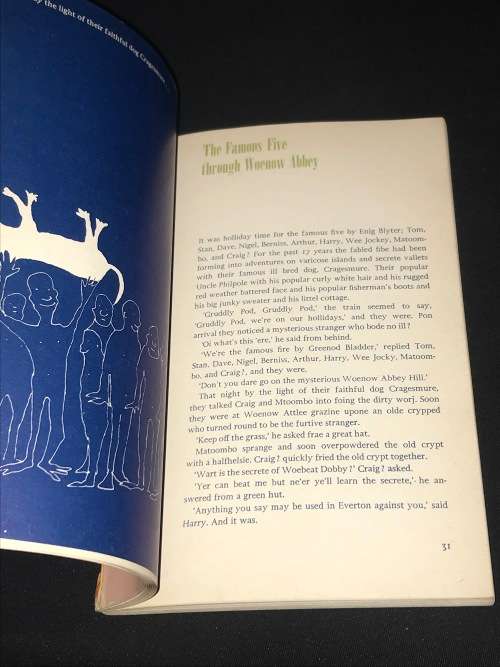 by the light of their faithful dog Cragesmure
The Famous Five
through Woenow Abbey
It was holliday time for the famous five by Enig Blyter; Tom,
Stan, Dave, Nigel, Berniss, Arthur, Harry, Wee Jockey, Matoom-
bo, and Craig? For the past 17 years the fabled fibe had been
forming into adventures on varicose islands and secrete vallets
with their famous ill brod dog, Cragesmure. Their popular
Uncle Philpole with his popular curly white hair and his rugged
red weather battered face and his popular fisherman's boots and
his big junky sweater and his littel cottage.
'Gruddly Pod, Gruddly Pod,' the train seemed to say,
'Gruddly Pod, we're on our hollidays,' and they were. Pon
arrival they noticed a mysterious stranger who bode no ill?
'Oi what's this 'ere,' he said from behind.
'We're the famous fire by Greenod Bladder,' replied Tom,
Stan, Dave, Nigel, Berniss, Arthur, Harry, Wee Jocky, Matoom-
bo, and Craig?, and they were.
'Don't you dare go on the mysterious Woenow Abbey Hill.'
That night by the light of their faithful dog Cragesmure,
they talked Craig and Mtoombo into foing the dirty worj. Soon
they were at Woenow Attlee grazine upone an olde crypped
who turned round to be the furtive stranger.
'Keep off the grass,' he asked frae a great hat.
Matoombo sprange and soon overpowdered the old crypt
with a halfhelsie. Craig? quickly fried the old crypt together.
'Wart is the secrete of Woebeat Dobby?' Craig? asked.
'Yer can beat me but ne'er ye'll learn the secrete,' he an-
swered from a green hut.
'Anything you say may be used in Everton against you,' said
Harry. And it was.
31